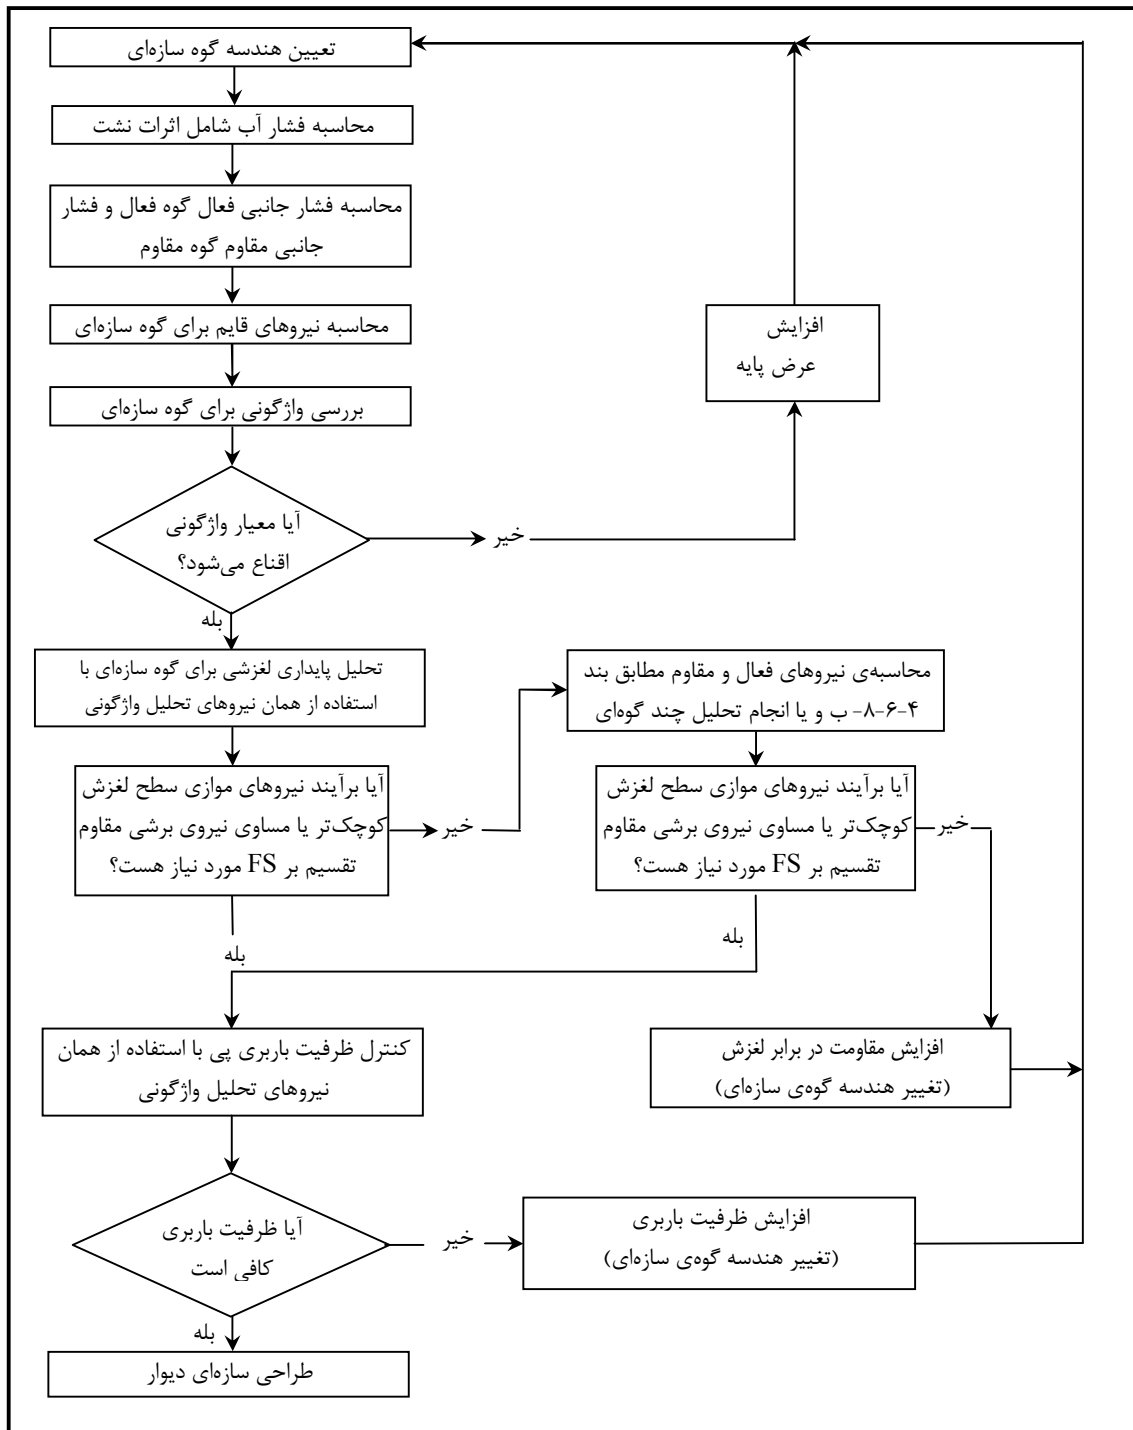 تعیین هندسه گوه سازه‌ای
محاسبه فشار آب شامل اثرات نشت
محاسبه فشار جانبی فعال گوه فعال و فشار
جانبی مقاوم گوه مقاوم
محاسبه نیروهای قایم برای گوه سازه‌ای
بررسی واژگونی برای گوه سازه‌ای
آیا معیار واژگونی
اقناع می‌شود؟
خیر
افزایش
عرض پایه
بله
تحلیل پایداری لغزشی برای گوه سازه‌ای با
استفاده از همان نیروهای تحلیل واژگونی
آیا برآیند نیروهای موازی سطح لغزش
کوچک‌تر یا مساوی نیروی برشی مقاوم
تقسیم بر FS مورد نیاز هست؟
خیر
محاسبه‌ی نیروهای فعال و مقاوم مطابق بند
۴-۶-۸- ب و یا انجام تحلیل چند گوه‌ای
آیا برآیند نیروهای موازی سطح لغزش
کوچک‌تر یا مساوی نیروی برشی مقاوم
تقسیم بر FS مورد نیاز هست؟
خیر
بله
بله
افزایش مقاومت در برابر لغزش
(تغییر هندسه گوه‌ی سازه‌ای)
کنترل ظرفیت باربری پی با استفاده از همان
نیروهای تحلیل واژگونی
آیا ظرفیت باربری
کافی است
خیر
افزایش ظرفیت باربری
(تغییر هندسه گوه‌ی سازه‌ای)
بله
طراحی سازه‌ای دیوار